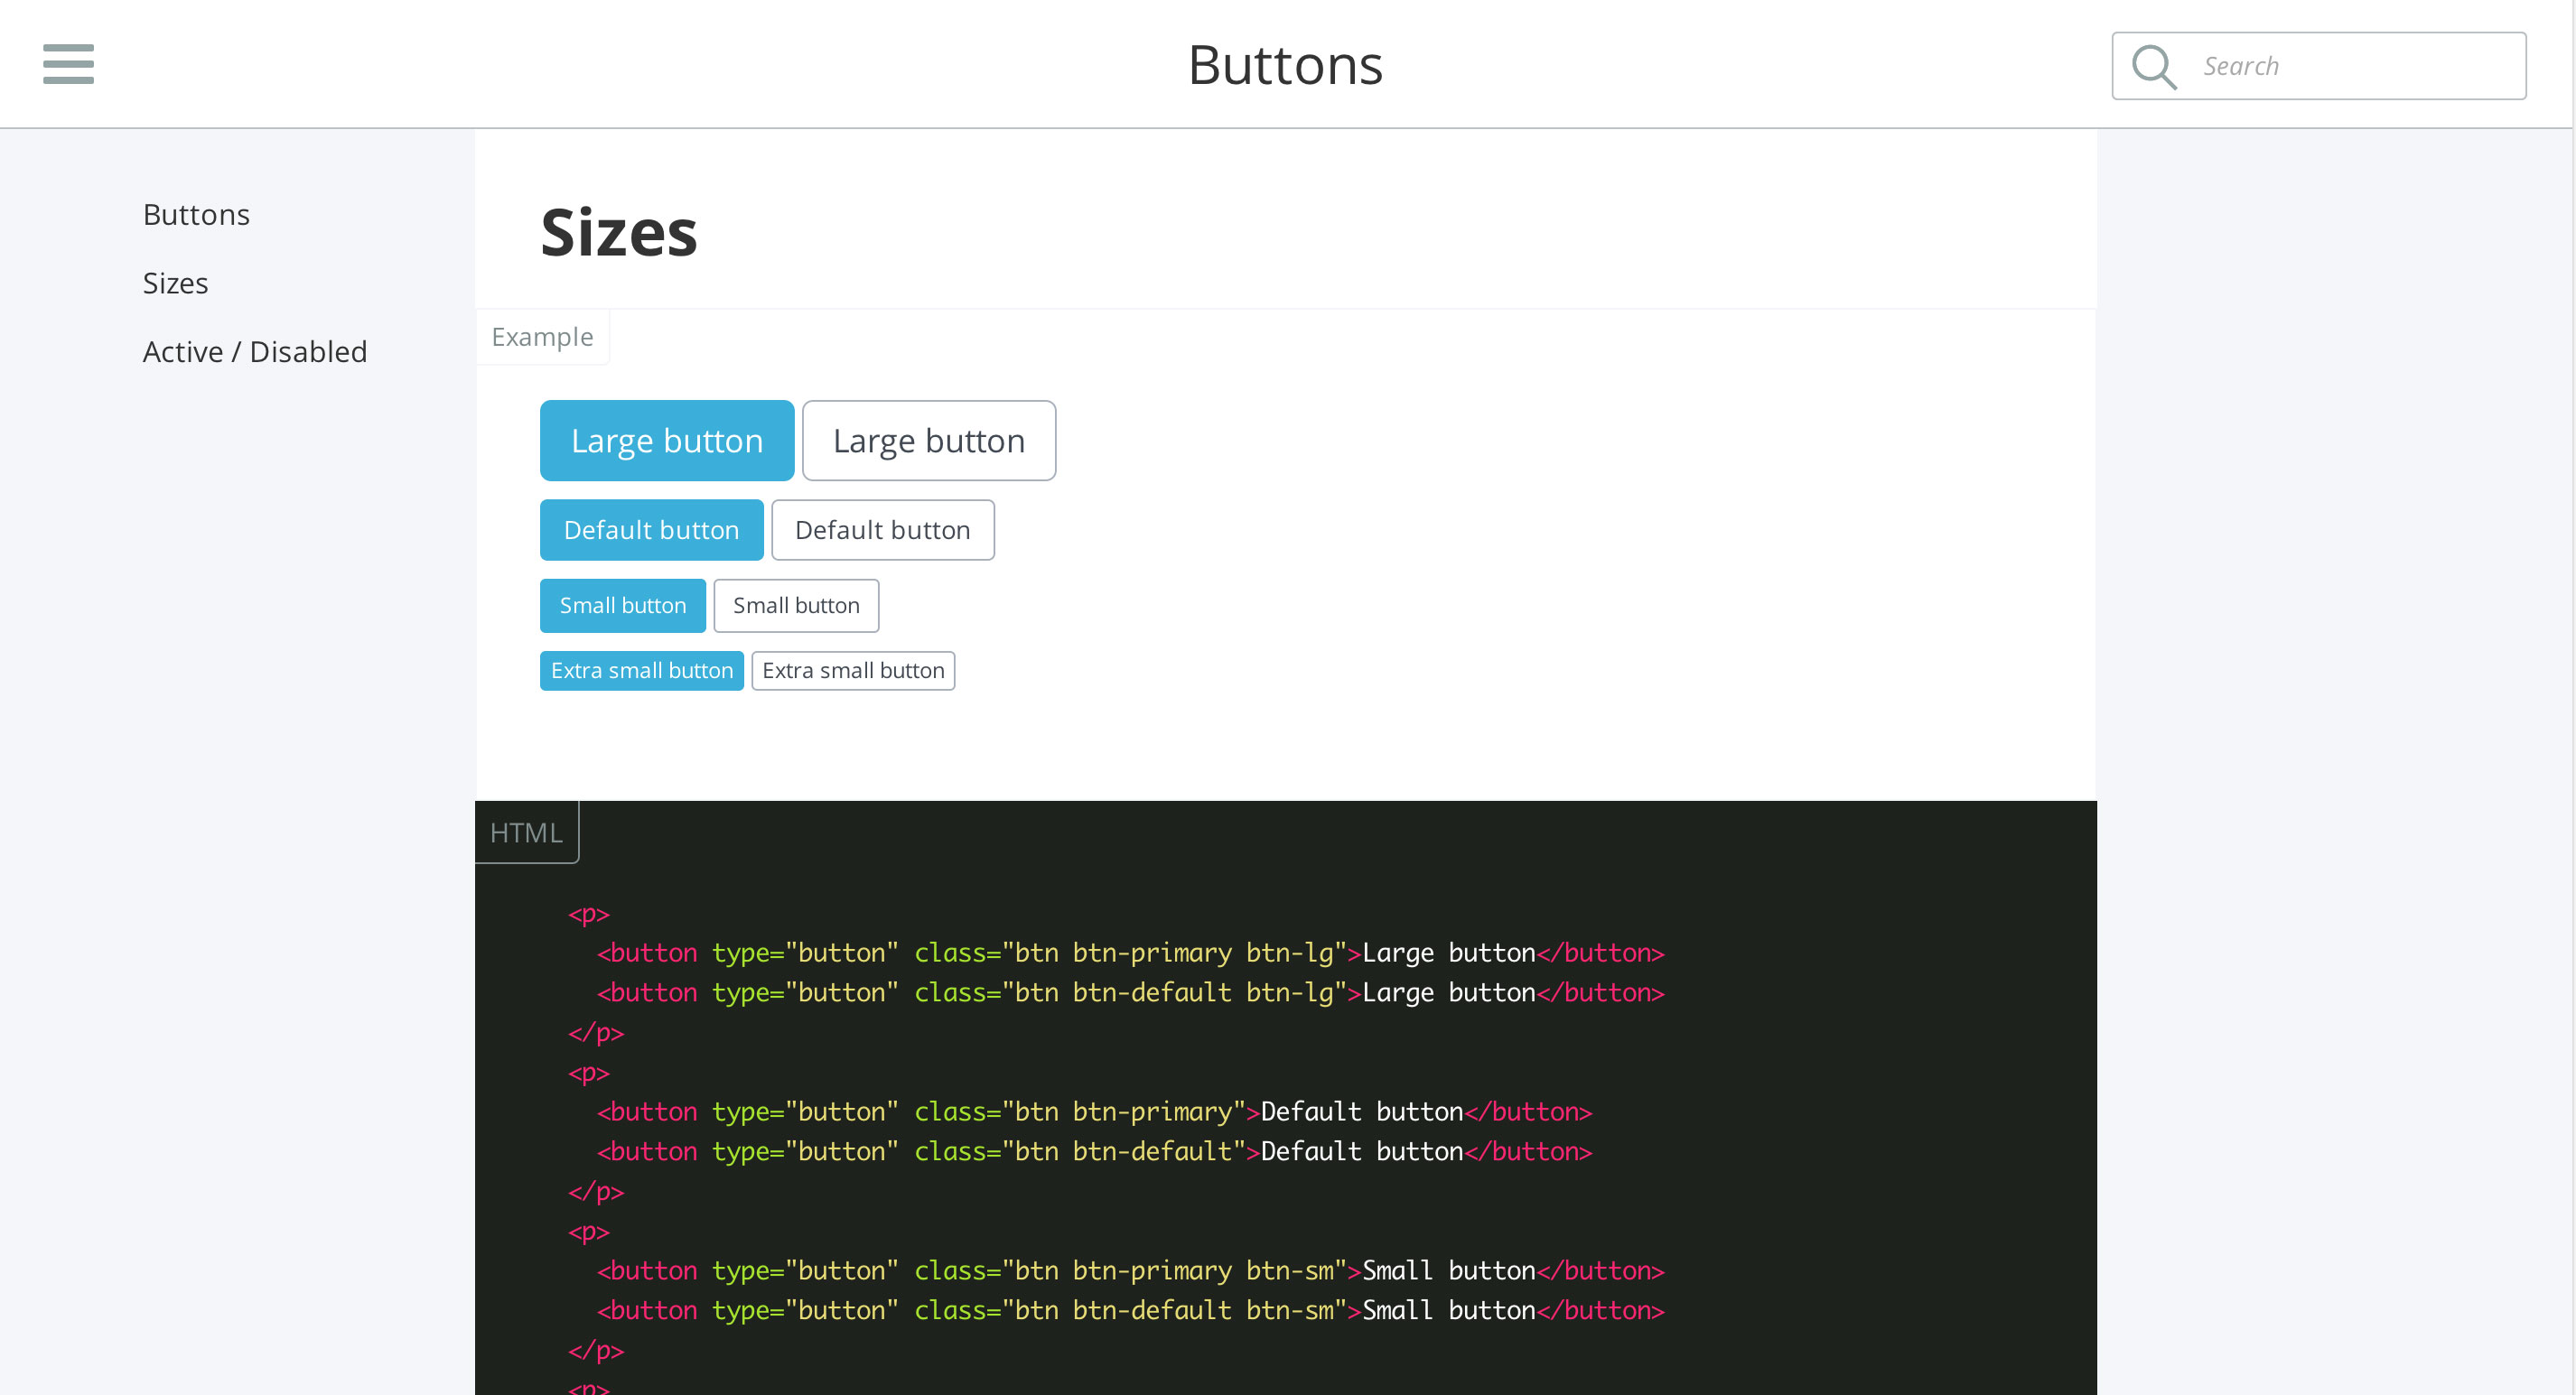 Buttons
Search
Buttons
Sizes
Active / Disabled
Sizes
Example
Large button Large button
Default button Default button
Small button Small button
Extra small button Extra small button
HTML
<p>
  <button type="button" class="btn btn-primary btn-lg">Large button</button>
  <button type="button" class="btn btn-default btn-lg">Large button</button>
</p>
<p>
  <button type="button" class="btn btn-primary">Default button</button>
  <button type="button" class="btn btn-default">Default button</button>
</p>
<p>
  <button type="button" class="btn btn-primary btn-sm">Small button</button>
  <button type="button" class="btn btn-default btn-sm">Small button</button>
</p>
<p>